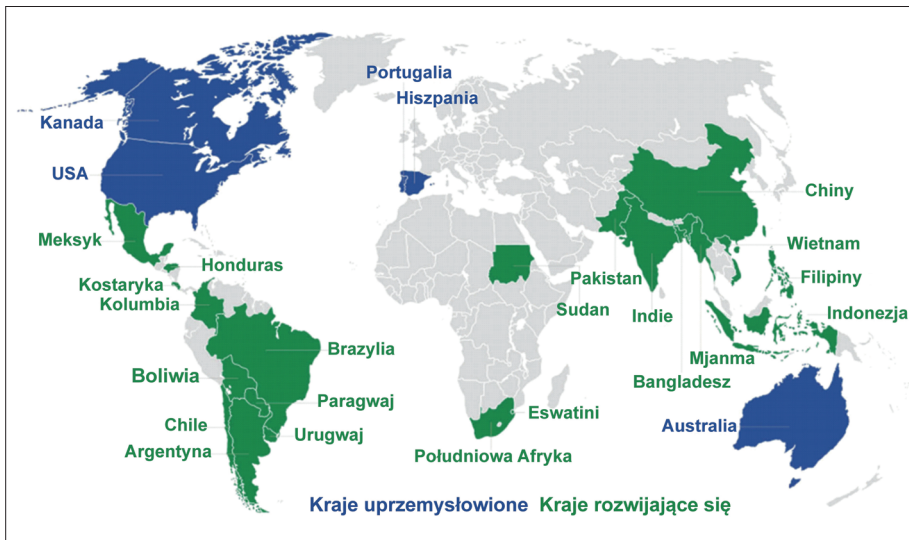 Portugalia
Hiszpania
Kanada
USA
Chiny
Meksyk
Wietnam
Honduras
Pakistan
Filipiny
Kostaryka
Kolumbia
Sudan
Indie
Indonezja
Brazylia
Mjanma
Boliwia
Bangladesz
Paragwaj
Eswatini
Chile
Urugwaj
Australia
Argentyna
Południowa Afryka
Kraje uprzemysłowione Kraje rozwijające się